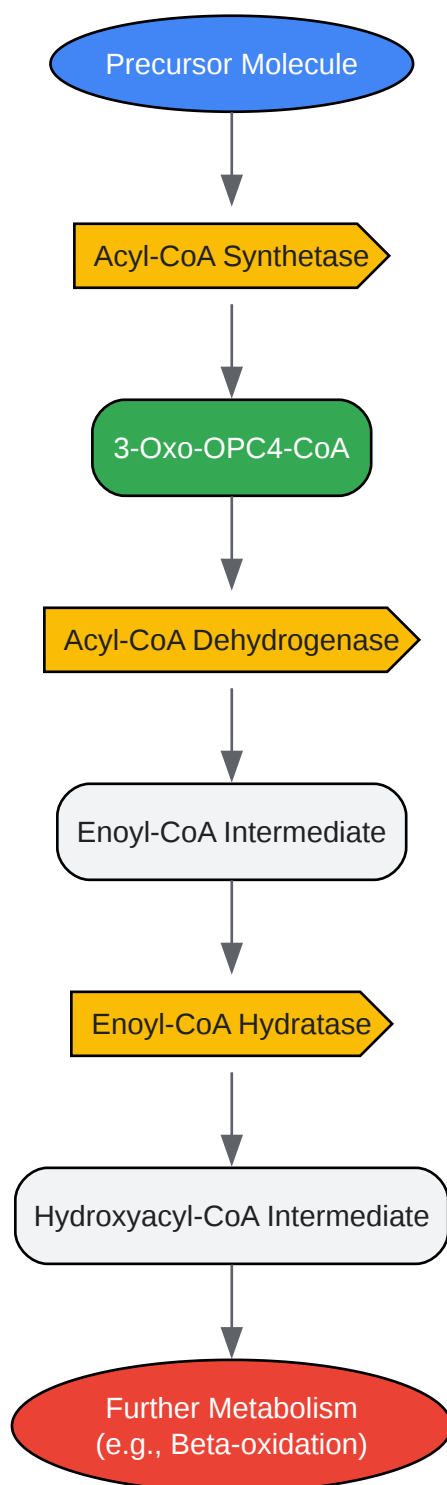 Precursor Molecule
Acyl-CoA Synthetase
3-Oxo-OPC4-CoA
Acyl-CoA Dehydrogenase
Enoyl-CoA Intermediate
Enoyl-CoA Hydratase
Hydroxyacyl-CoA Intermediate
Further Metabolism
(e.g., Beta-oxidation)